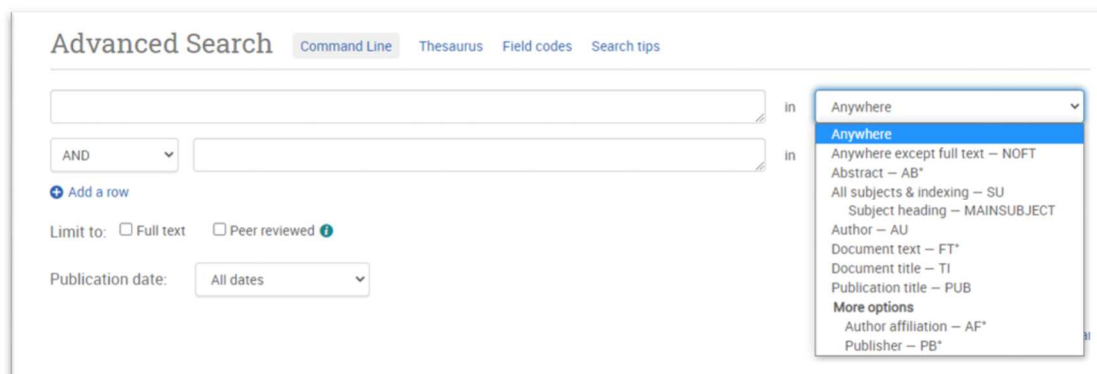 Advanced Search Command Line Thesaurus Field codes Search tips
in Anywhere
Anywhere
Anywhere except full text — NOFT
Abstract — AB*
All subjects & indexing — SU
Subject heading — MAINSUBJECT
Author — AU
Document text — FT*
Document title — TI
Publication title — PUB
More options
Author affiliation — AF*
Publisher — PB*
AND in
Add a row
Limit to: Full text Peer reviewed i
Publication date: All dates